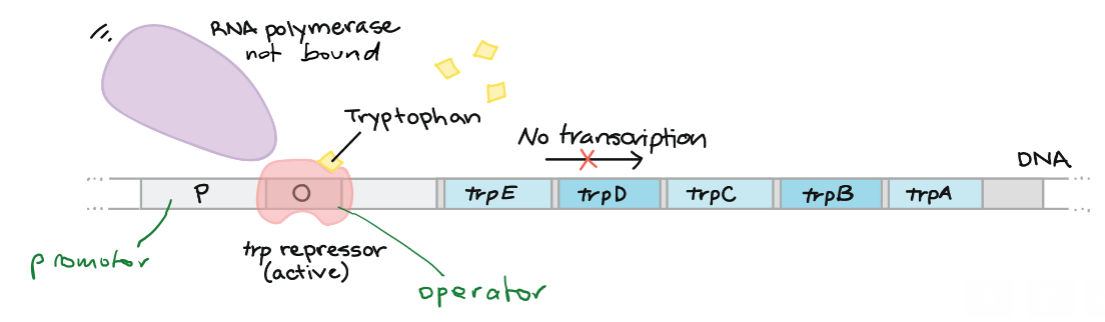 RNA polymerase
not bound
Tryptophan
No transcription
DNA
P
O
trpE
trpD
trpC
trpB
trpA
promotor
trp repressor
(active)
operator